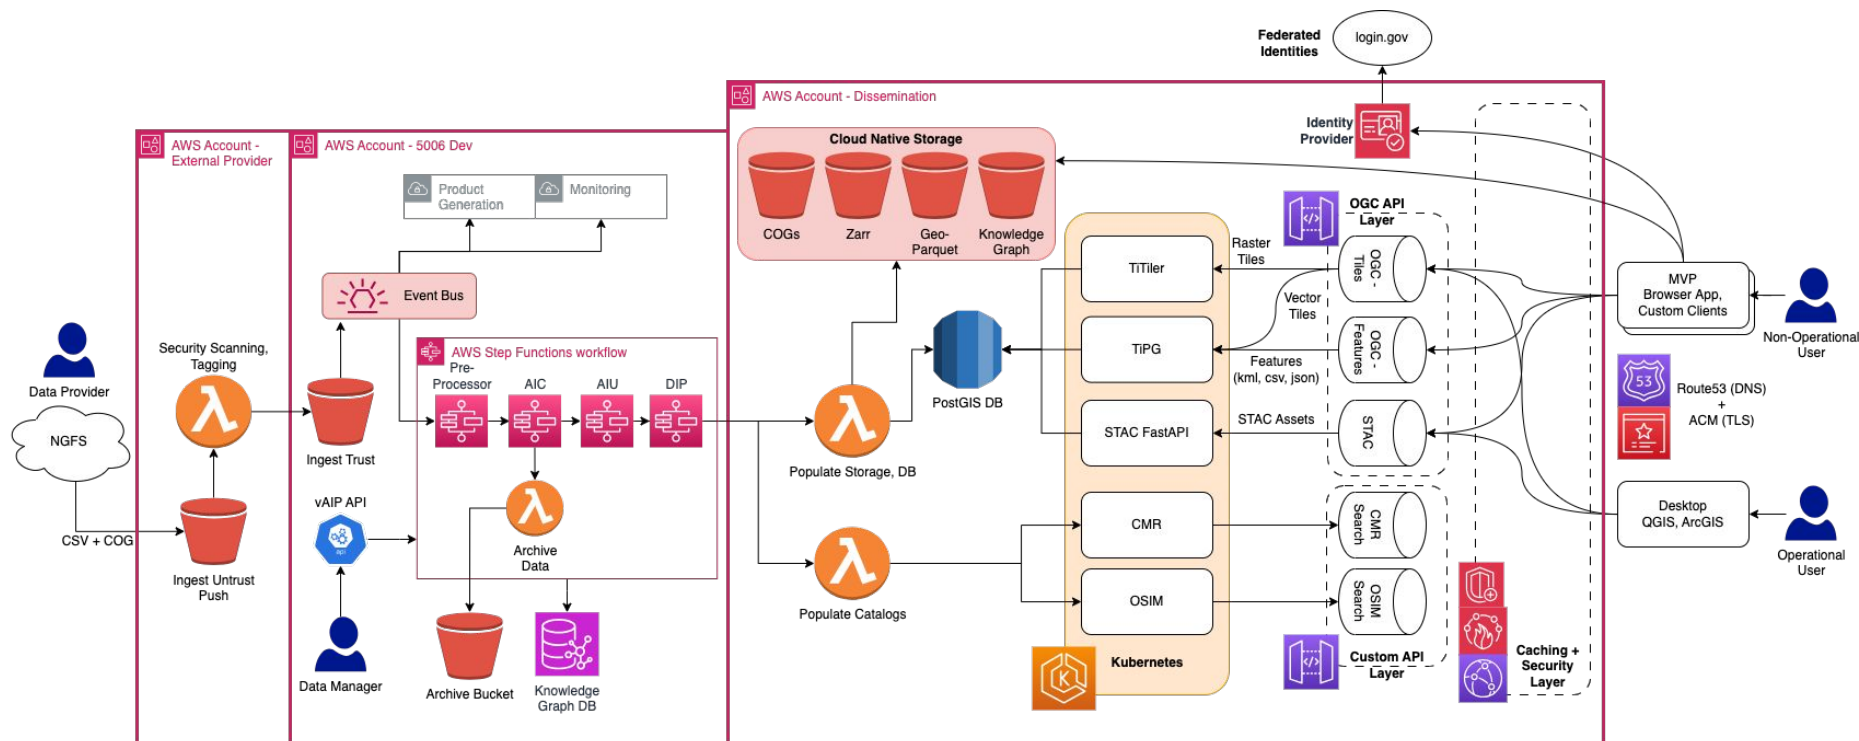 Federated
Identities
login.gov
AWS Account - Dissemination
Identity
Provider
AWS Account -
External Provider
AWS Account - 5006 Dev
Cloud Native Storage
COGs
Zarr
Geo-
Parquet
Knowledge
Graph
Product
Generation
Monitoring
Event Bus
OGC API
Layer
Raster
Tiles
TiTiler
OGC -
Tiles
Vector
Tiles
TiPG
OGC -
Features
Features
(kml, csv, json)
STAC FastAPI
STAC Assets
STAC
PostGIS DB
MVP
Browser App,
Custom Clients
Non-Operational
User
53
Route53 (DNS)
+
ACM (TLS)
Desktop
QGIS, ArcGIS
Operational
User
Data Provider
NGFS
CSV + COG
Security Scanning,
Tagging
Ingest Untrust
Push
Ingest Trust
AWS Step Functions workflow
Pre-
Processor
AIC
AIU
DIP
vAIP API
api
Data Manager
Archive
Data
Archive Bucket
Knowledge
Graph DB
Populate Storage, DB
Populate Catalogs
CMR
CMR
Search
OSIM
OSIM
Search
K
Kubernetes
Custom API
Layer
Caching +
Security
Layer